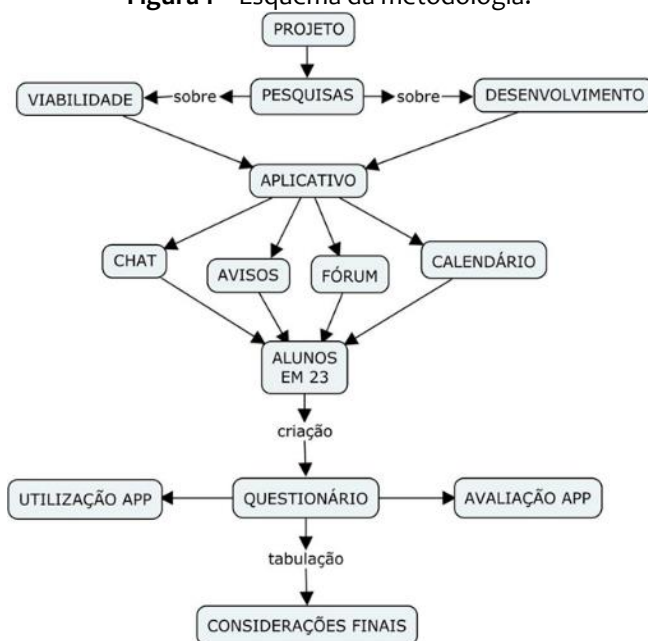 Figura 1 - Esquema da metodologia.
PROJETO
VIABILIDADE
sobre
PESQUISAS
sobre
DESENVOLVIMENTO
APLICATIVO
CHAT
AVISOS
FÓRUM
CALENDÁRIO
ALUNOS
EM 23
criação
UTILIZAÇÃO APP
QUESTIONÁRIO
AVALIAÇÃO APP
tabulação
CONSIDERAÇÕES FINAIS